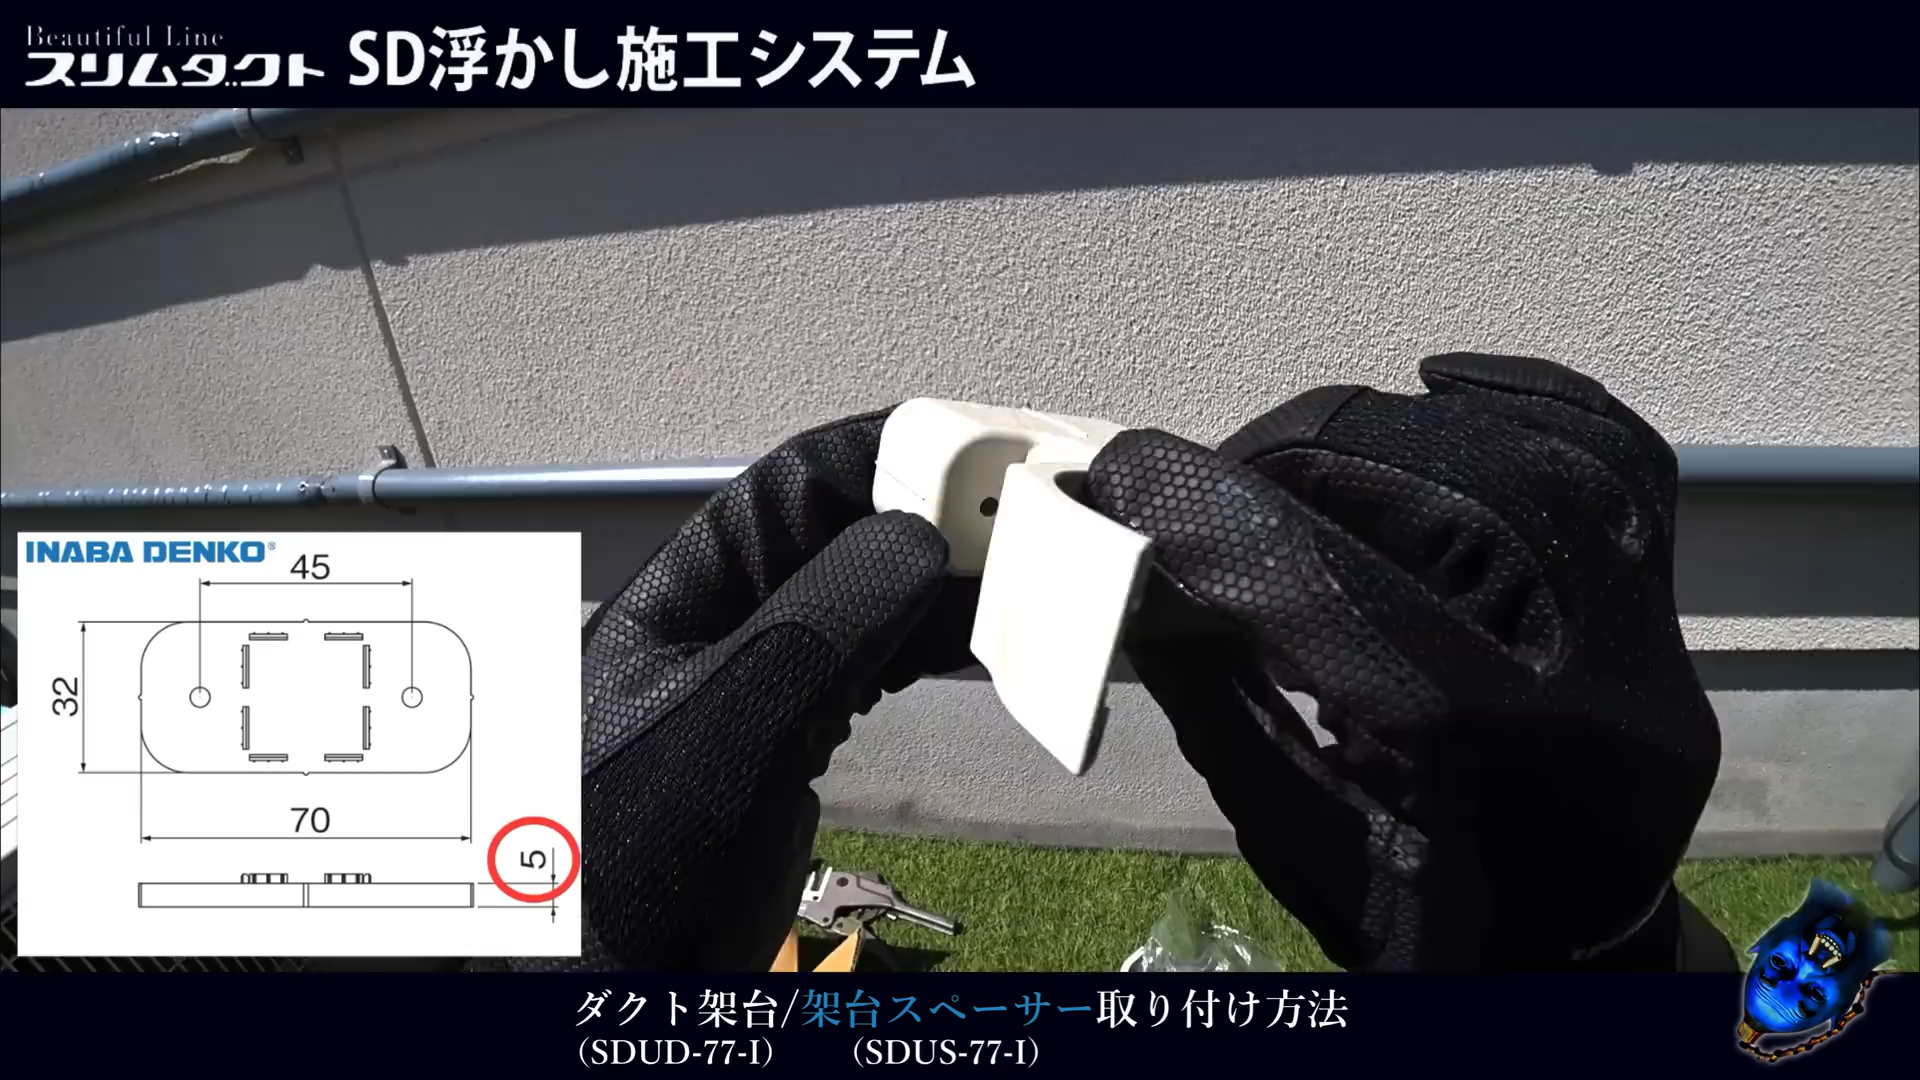 Beautiful Line
スリムダクト SD浮かし施工システム
INABA DENKO®
45
32
70
5
ダクト架台/架台スペーサー取り付け方法
(SDUD-77-I) (SDUS-77-I)